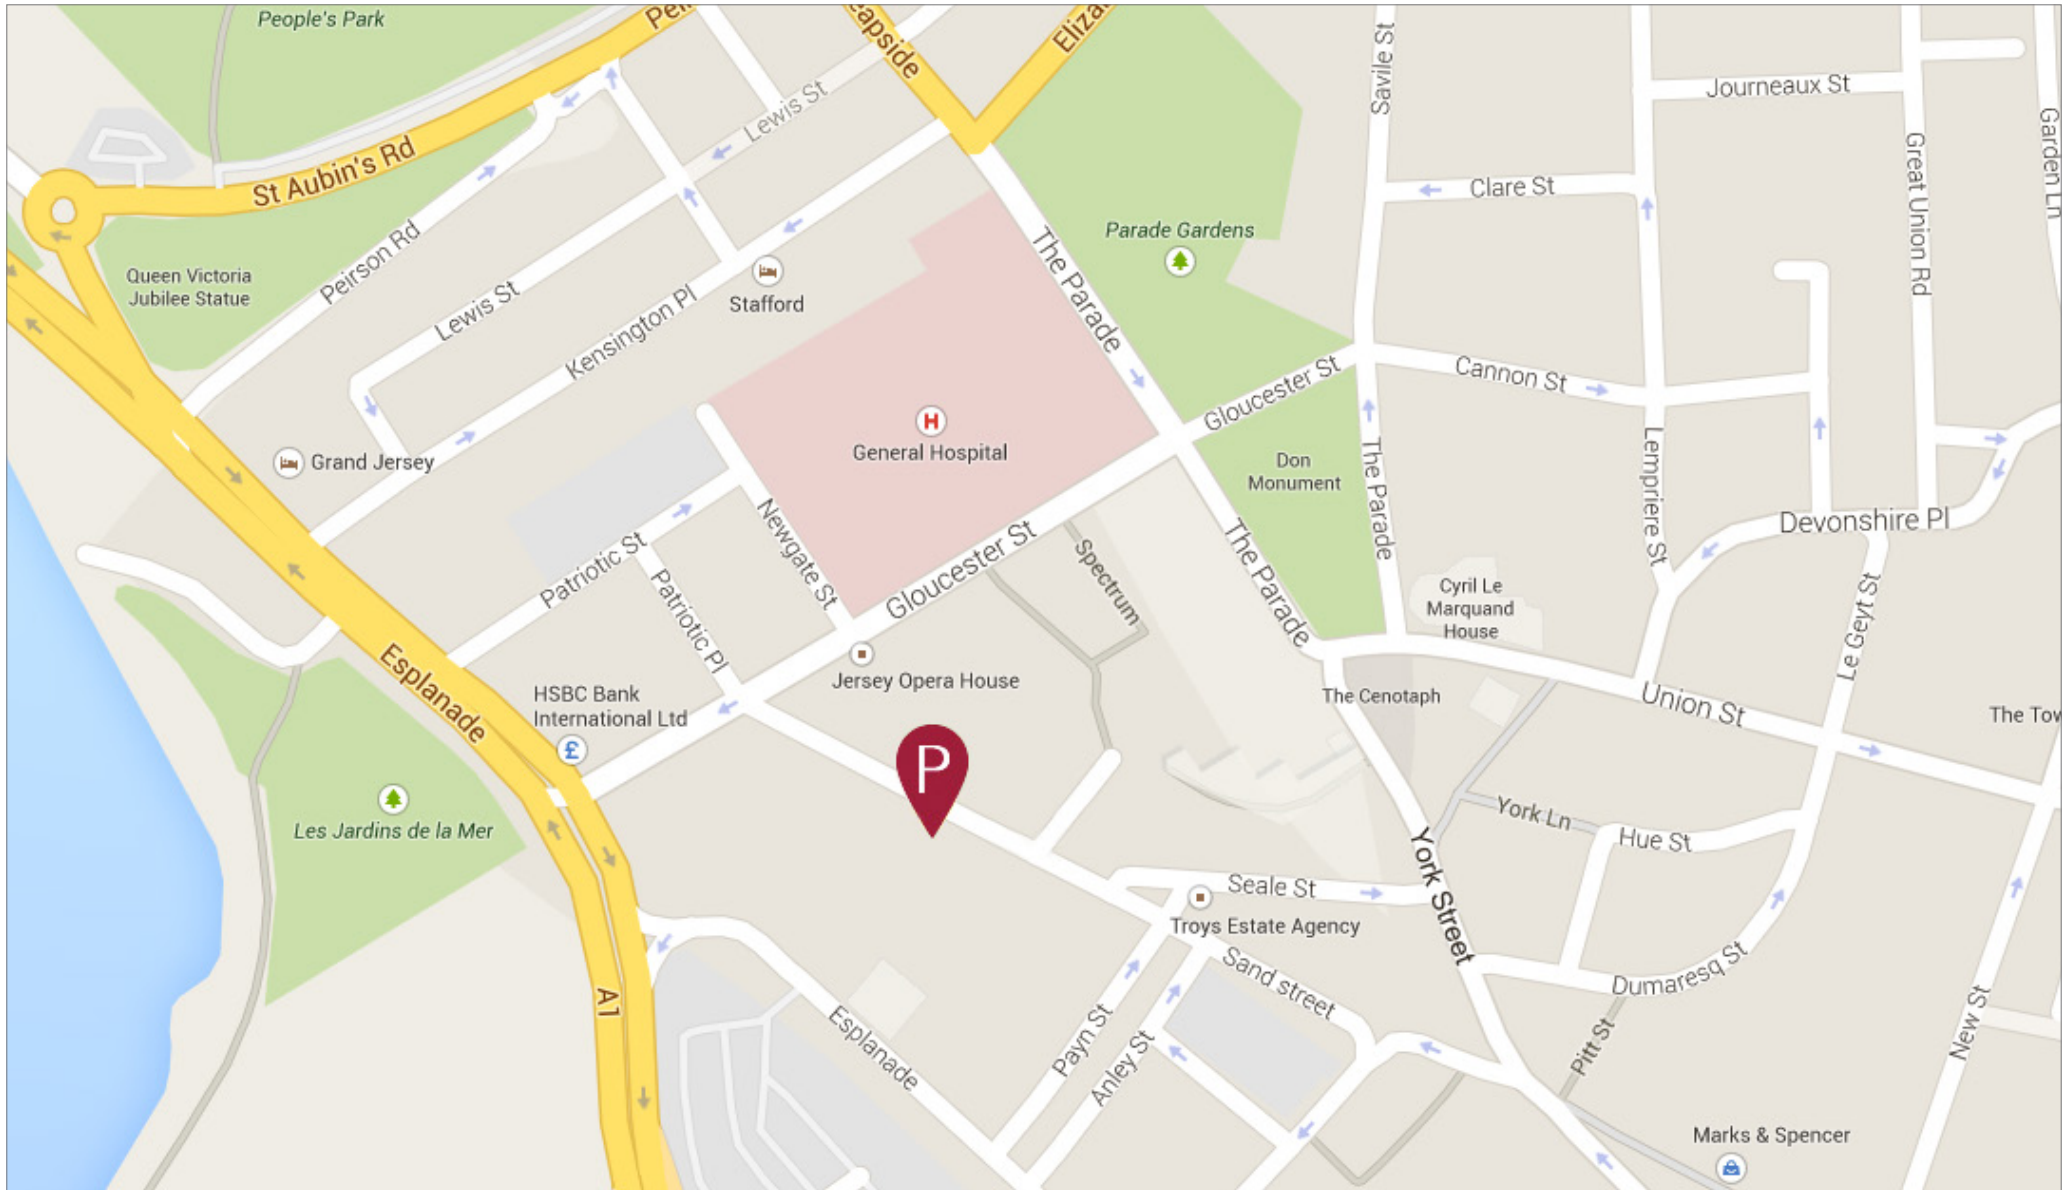 People's Park
Eliza
Savile St
Journeaux St
Lewis St
St Aubin's Rd
Garden Ln
Great Union Rd
Clare St
Parade Gardens
Peirson Rd
Queen Victoria
Jubilee Statue
The Parade
Stafford
Lewis St
Kensington Pl
Gloucester St
Cannon St
H
General Hospital
Grand Jersey
Don
Monument
The Parade
Lempriere St
Devonshire Pl
Newgate St
Patriotic St
Gloucester St
Spectrum
The Parade
Cyril Le
Marquand
House
Le Geyt St
Patriotic Pl
Esplanade
HSBC Bank
International Ltd
£
Jersey Opera House
The Cenotaph
Union St
The Tow
P
Les Jardins de la Mer
York Ln
Hue St
York Street
Seale St
Troys Estate Agency
Sand street
Dumaresq St
A1
Esplanade
Payn St
Anley St
Pitt St
New St
Marks & Spencer